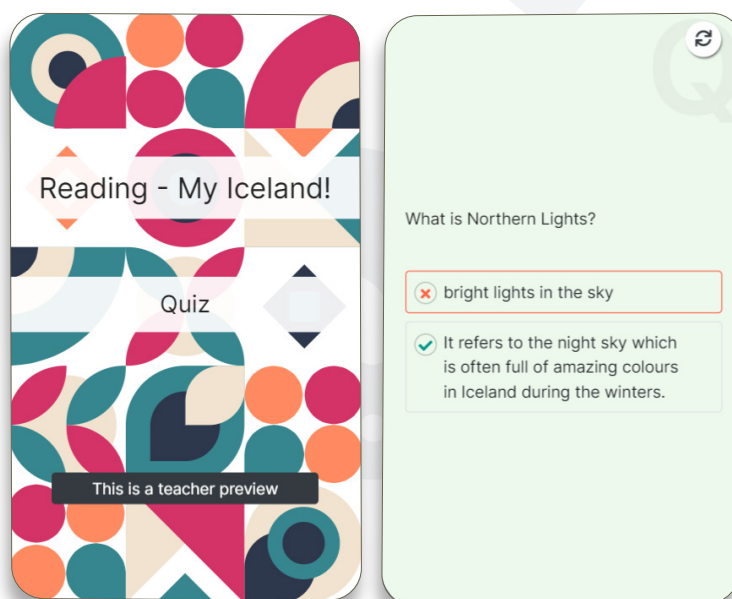 Reading - My Iceland!
Quiz
This is a teacher preview
Q
What is Northern Lights?
bright lights in the sky
It refers to the night sky which
is often full of amazing colours
in Iceland during the winters.